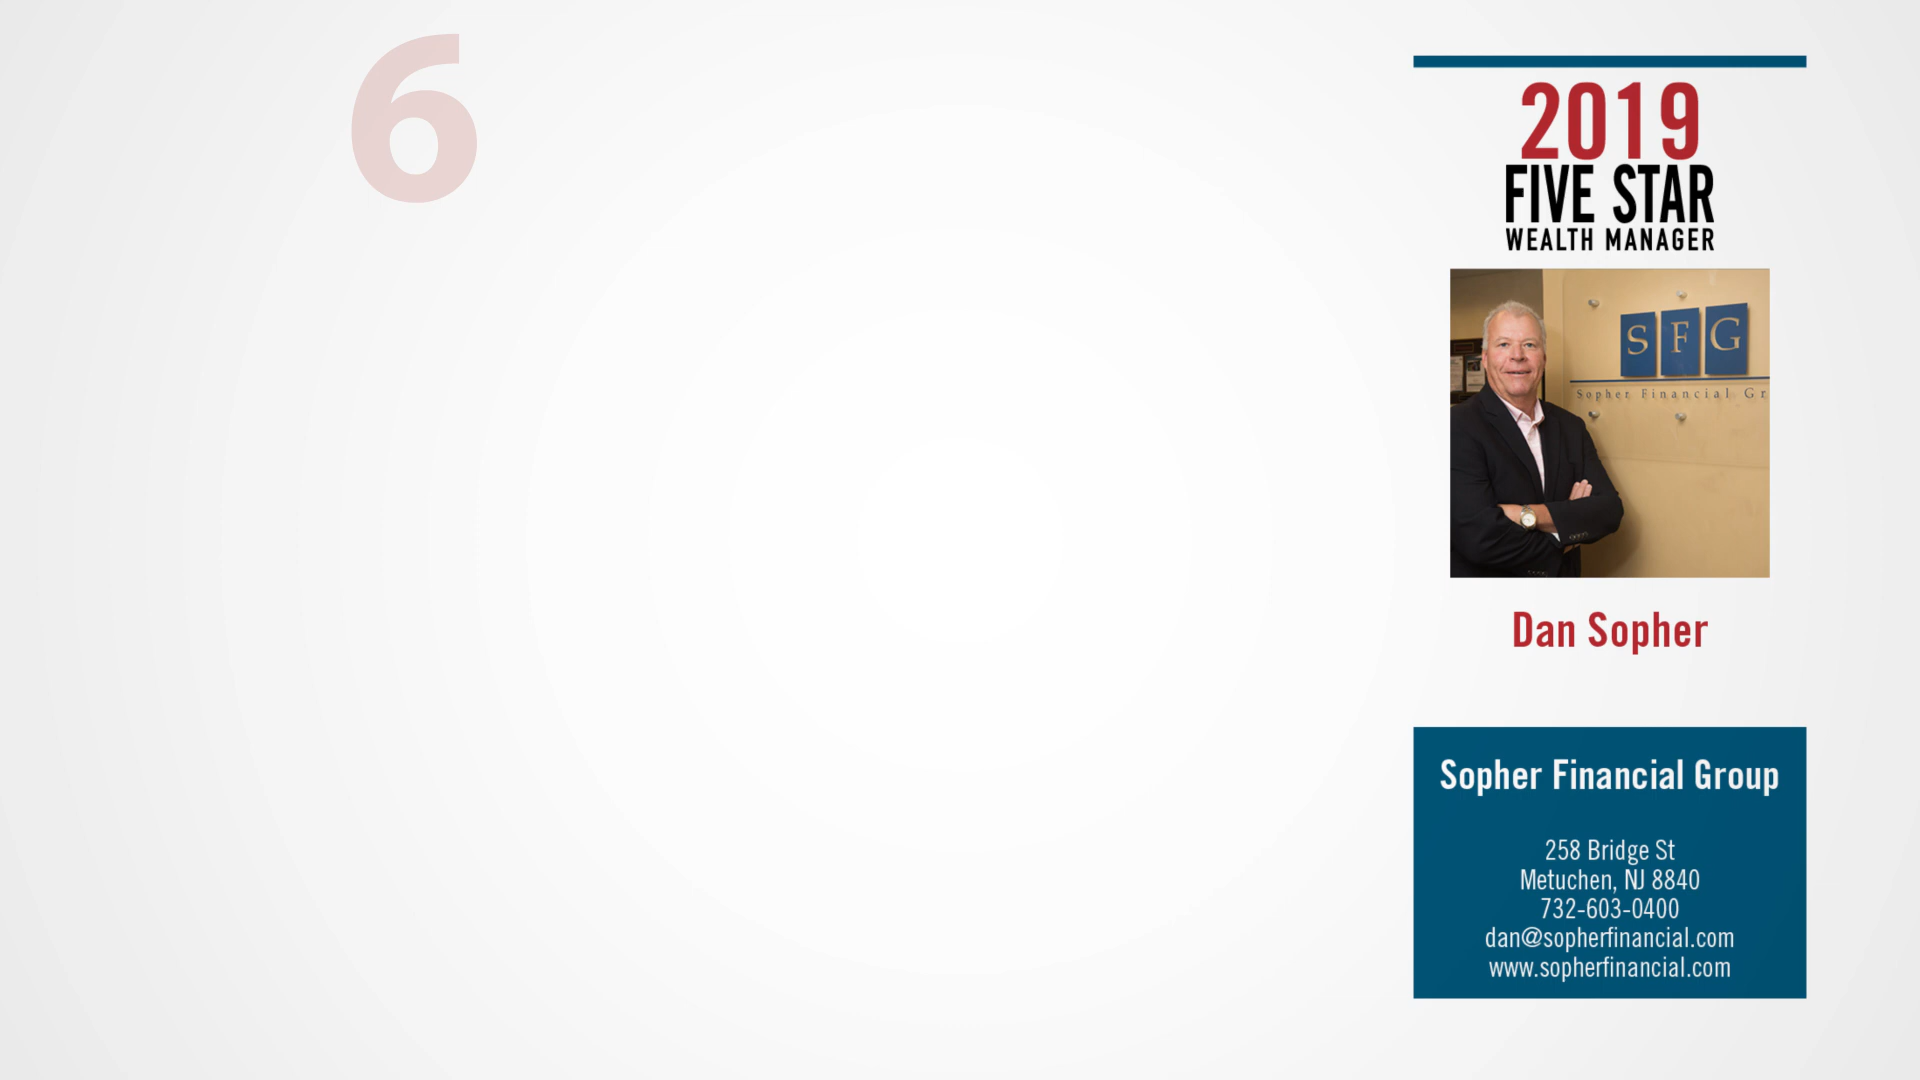 6
2019
FIVE STAR
WEALTH MANAGER
S F G
Sopher Financial Gr
Dan Sopher
Sopher Financial Group
258 Bridge St
Metuchen, NJ 8840
732-603-0400
dan@sopherfinancial.com
www.sopherfinancial.com